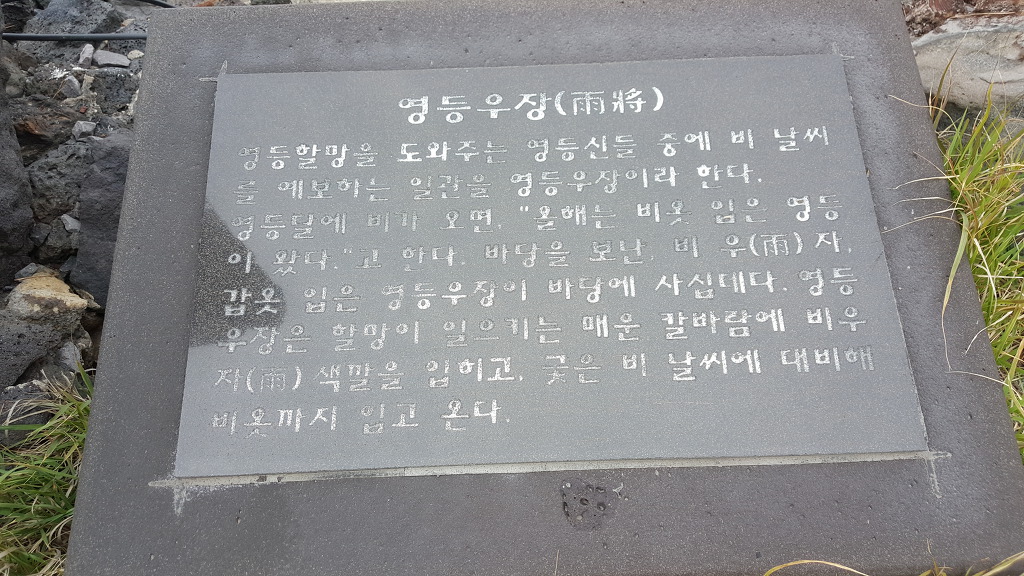 영등우장(雨將)
영등할망을 도와주는 영등신들 중에 비 날씨
를 예보하는 일관을 영등우장이라 한다.
영등달에 비가 오면, "올해는 비옷 입은 영등
이 왔다."고 한다. 바당을 보난, 비 우(雨) 자,
갑옷 입은 영등우장이 바당에 사십데다. 영등
우장은 할망이 일으키는 매운 칼바람에 비우
자(雨) 색깔을 입히고, 궂은 비 날씨에 대비해
비옷까지 입고 온다.